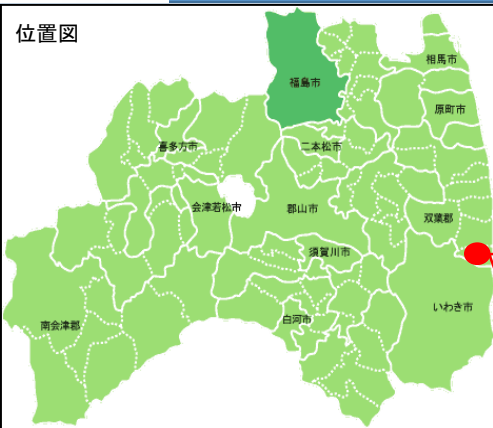 位置図
福島市
相馬市
原町市
喜多方市
二本松市
会津若松市
郡山市
双葉郡
須賀川市
いわき市
白河市
南会津郡